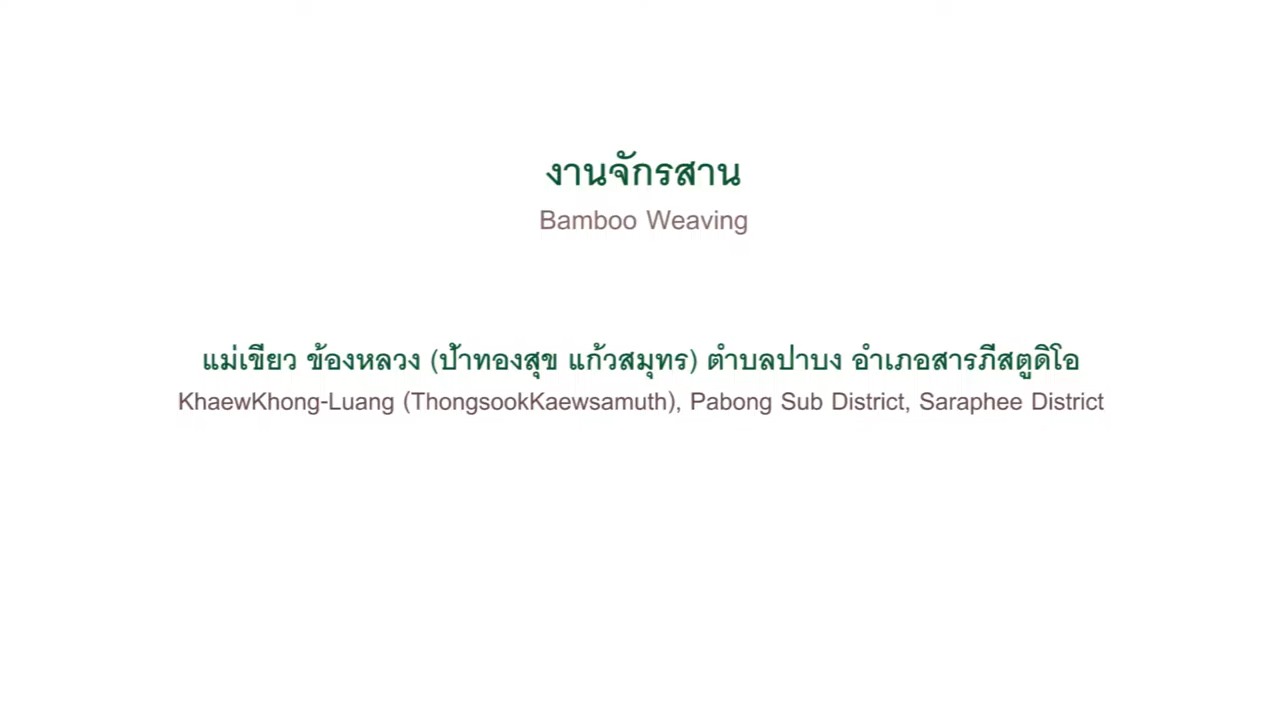 งานจักรสาน
Bamboo Weaving
แม่เขียว ข้องหลวง (ป้าทองสุข แก้วสมุทร) ตำบลปาบง อำเภอสารภีสตูดิโอ
KhaewKhong-Luang (ThongsookKaewsamuth), Pabong Sub District, Saraphee District